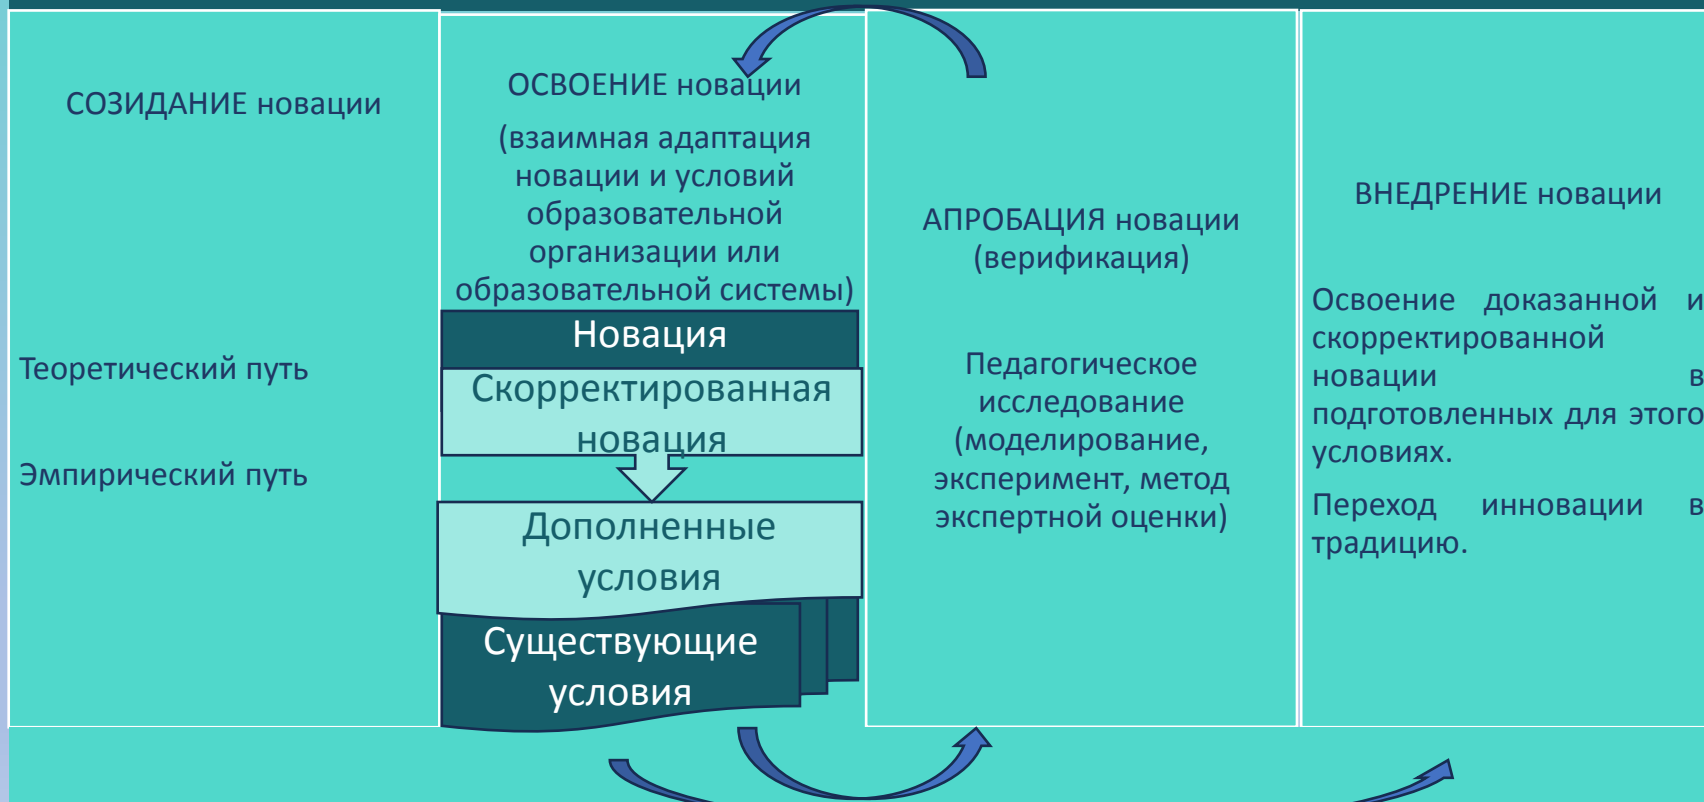 СОЗИДАНИЕ новации
Теоретический путь
Эмпирический путь
ОСВОЕНИЕ новации
(взаимная адаптация
новации и условий
образовательной
организации или
образовательной системы)
Новация
Скорректированная
новация
Дополненные
условия
Существующие
условия
АПРОБАЦИЯ новации
(верификация)
Педагогическое
исследование
(моделирование,
эксперимент, метод
экспертной оценки)
ВНЕДРЕНИЕ новации
Освоение доказанной и
скорректированной
новации в
подготовленных для этого
условиях.
Переход инновации в
традицию.